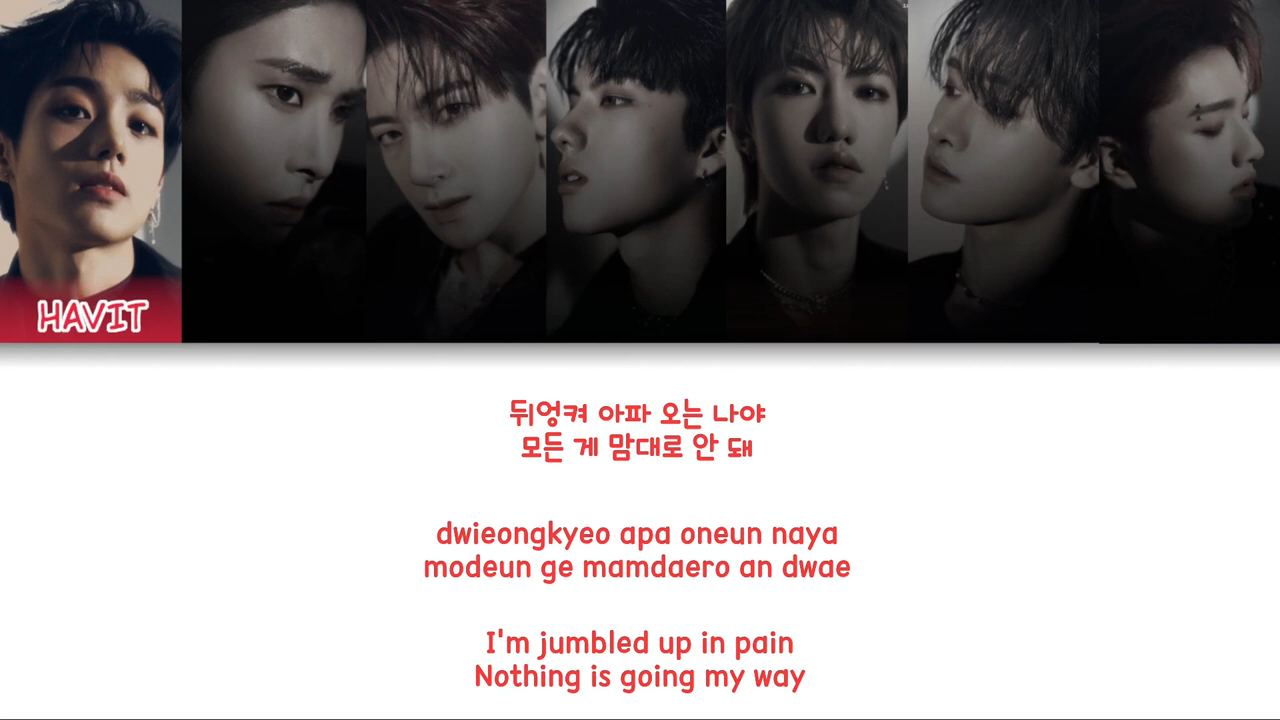 HAVIT
뒤엉켜 아파 오는 나야
모든 게 맘대로 안 돼
dwieongkyeo apa oneun naya
modeun ge mamdaero an dwae
I'm jumbled up in pain
Nothing is going my way